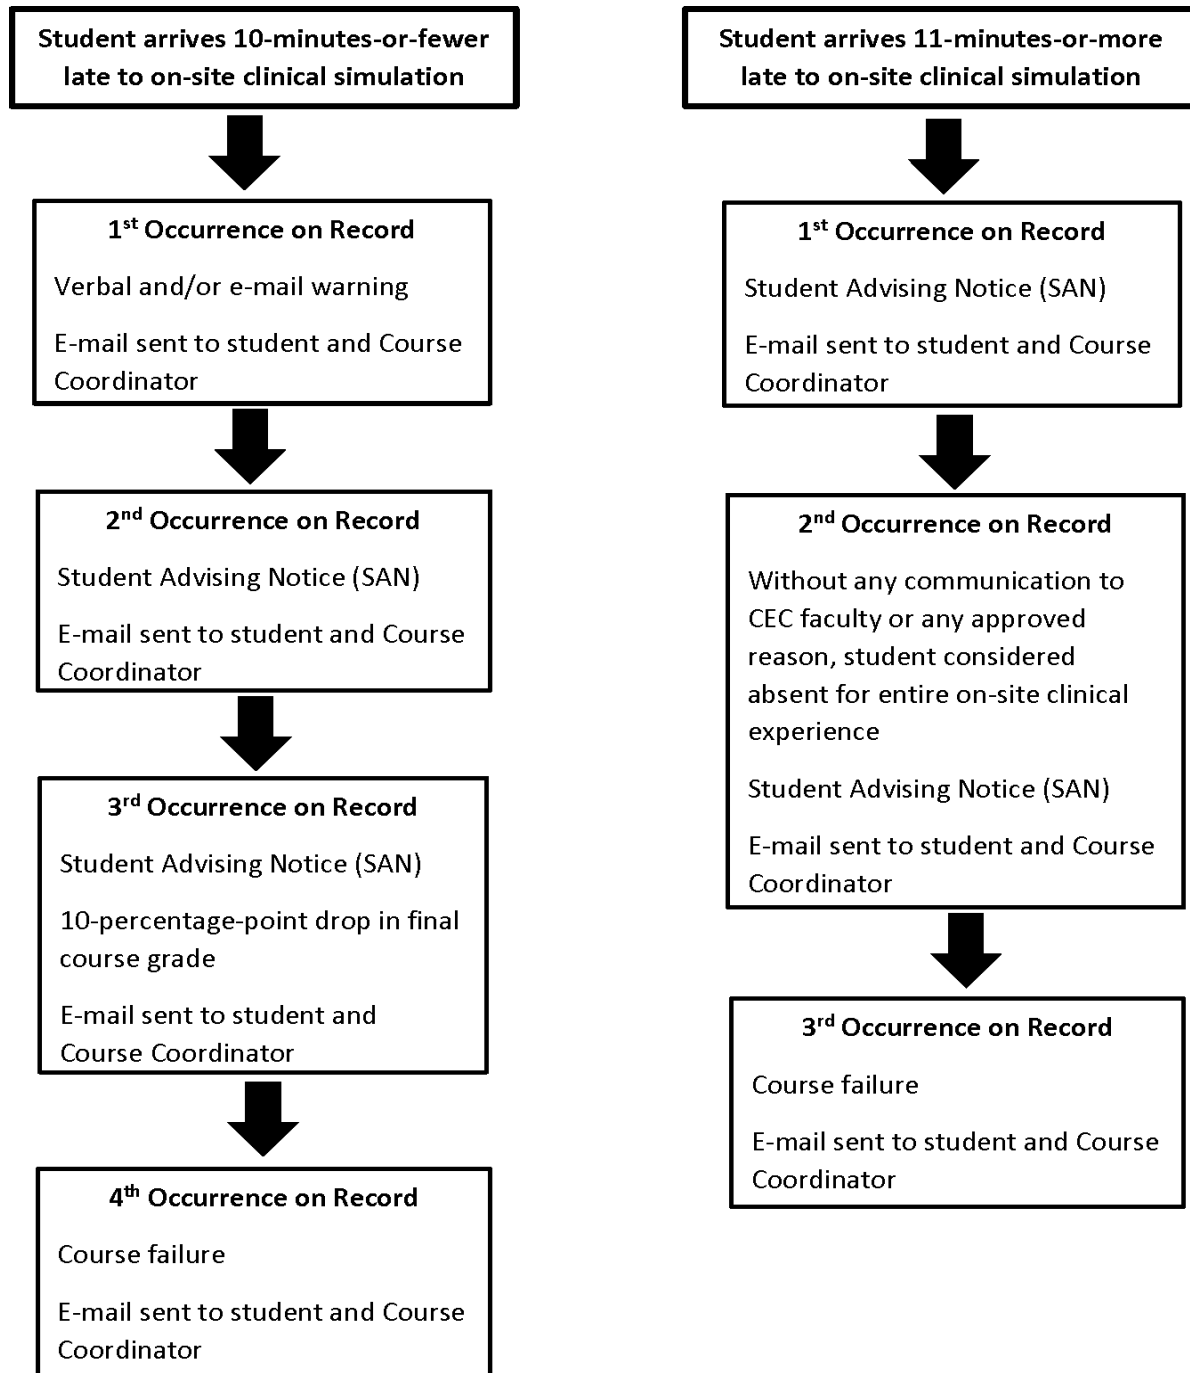 Student arrives 10-minutes-or-fewer
late to on-site clinical simulation
1st Occurrence on Record
Verbal and/or e-mail warning
E-mail sent to student and Course
Coordinator
2nd Occurrence on Record
Student Advising Notice (SAN)
E-mail sent to student and Course
Coordinator
3rd Occurrence on Record
Student Advising Notice (SAN)
10-percentage-point drop in final
course grade
E-mail sent to student and
Course Coordinator
4th Occurrence on Record
Course failure
E-mail sent to student and Course
Coordinator
Student arrives 11-minutes-or-more
late to on-site clinical simulation
1st Occurrence on Record
Student Advising Notice (SAN)
E-mail sent to student and Course
Coordinator
2nd Occurrence on Record
Without any communication to
CEC faculty or any approved
reason, student considered
absent for entire on-site clinical
experience
Student Advising Notice (SAN)
E-mail sent to student and Course
Coordinator
3rd Occurrence on Record
Course failure
E-mail sent to student and Course
Coordinator